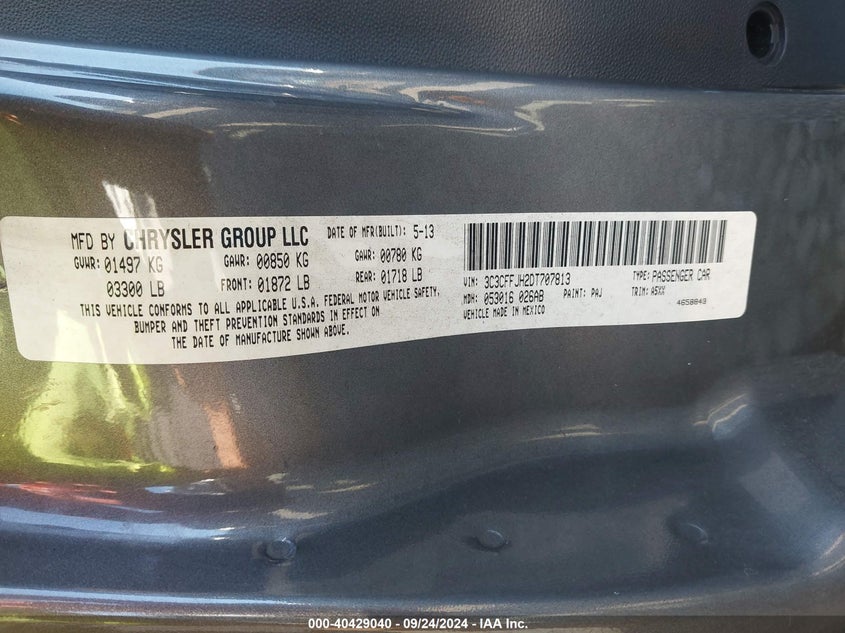 MFD BY CHRYSLER GROUP LLC DATE OF MFR(BUILT): 5-13
GVWR: 01497 KG GAWR: 00850 KG GAWR: 00780 KG
03300 LB FRONT: 01872 LB REAR: 01718 LB
THIS VEHICLE CONFORMS TO ALL APPLICABLE U.S.A. FEDERAL MOTOR VEHICLE SAFETY,
BUMPER AND THEFT PREVENTION STANDARDS IN EFFECT ON
THE DATE OF MANUFACTURE SHOWN ABOVE.
VIN: 3C3CFFJH2DT707813 TYPE: PASSENGER CAR
MDH: 053016 026AB PAINT: PAJ TRIM: A5XX
VEHICLE MADE IN MEXICO 4658849
000-40429040 - 09/24/2024 - IAA Inc.